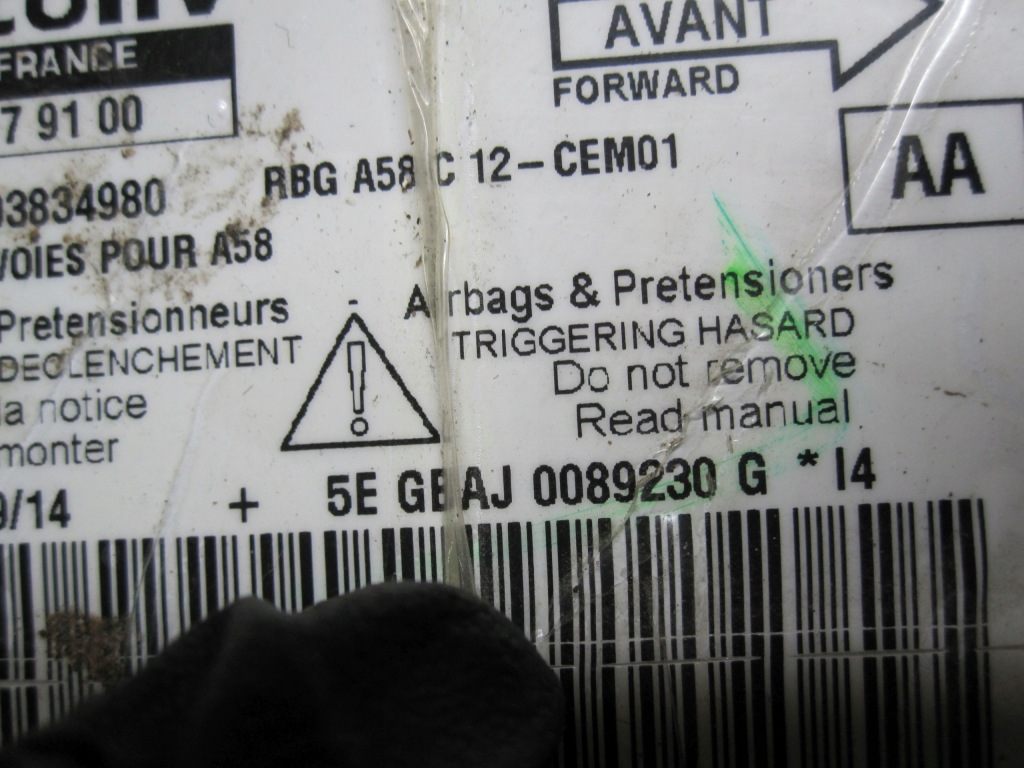 AVANT
FRANCE
FORWARD
7 91 00
AA
RBG A58 C 12-CEM01
03834980
VOIES POUR A58
Airbags & Pretensioners
Pretensionneurs
TRIGGERING HASARD
DECLENCHEMENT
Do not remove
la notice
Read manual
monter
9/14 + 5E GEAJ 0089230 G * I4